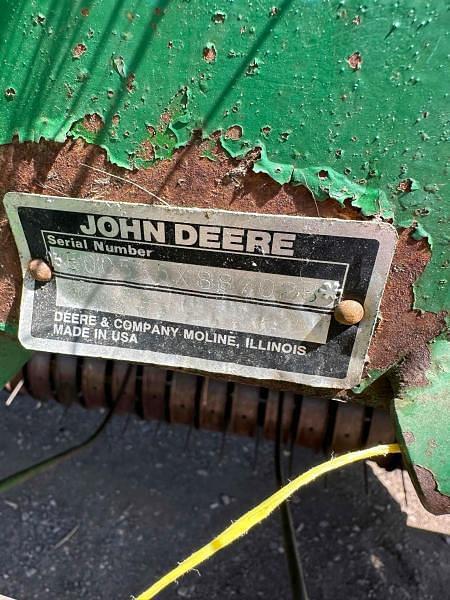 JOHN DEERE
Serial Number
DEERE & COMPANY MOLINE, ILLINOIS
MADE IN USA